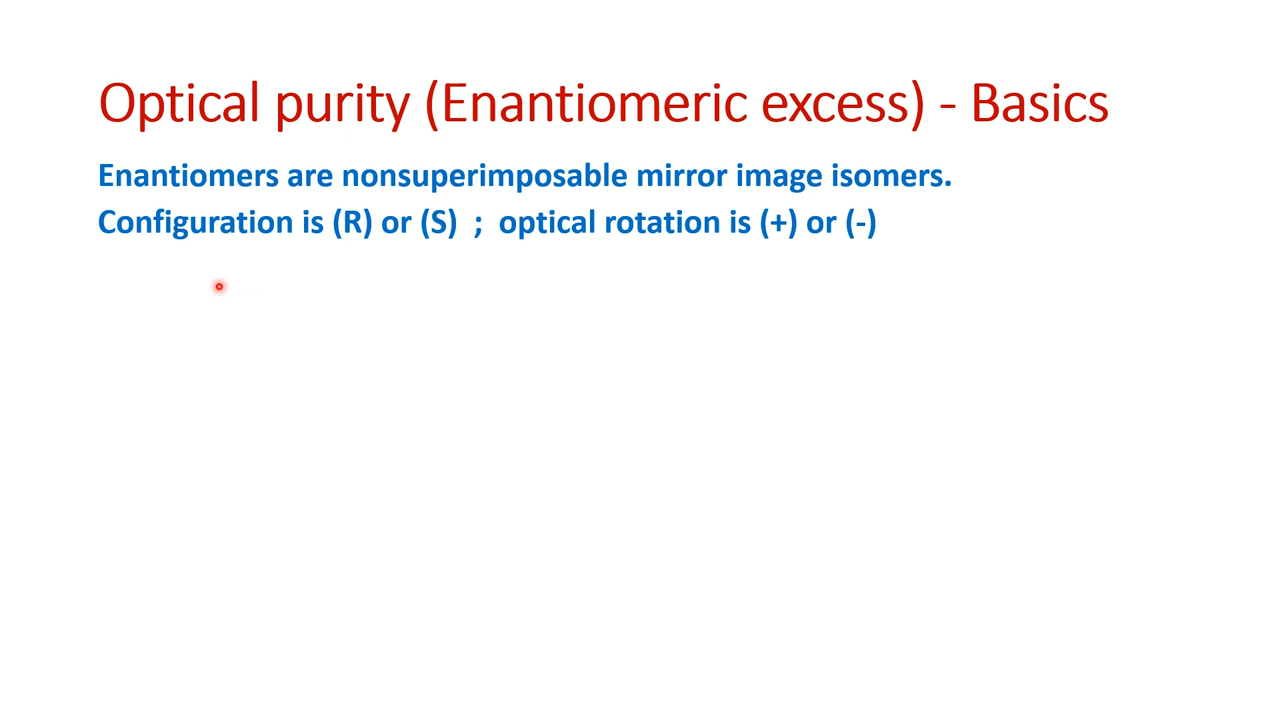 Optical purity (Enantiomeric excess) - Basics
Enantiomers are nonsuperimposable mirror image isomers.
Configuration is (R) or (S) ; optical rotation is (+) or (-)